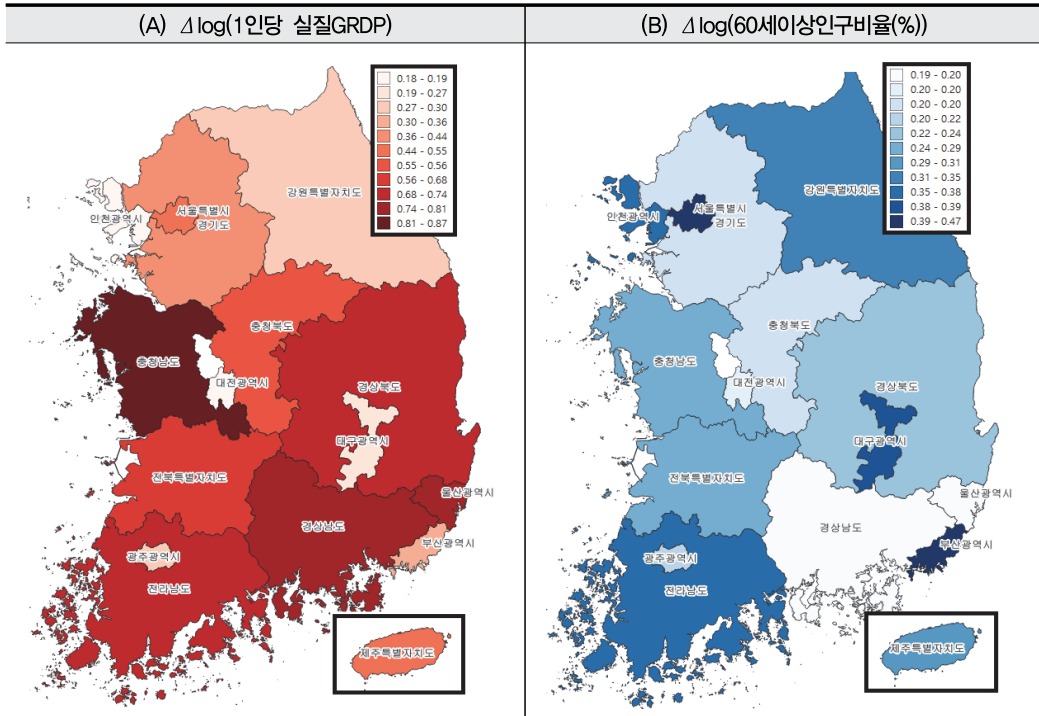 (A) Δlog(1인당 실질GRDP)
(B) Δlog(60세이상인구비율(%))
0.18 - 0.19
0.19 - 0.27
0.27 - 0.30
0.30 - 0.36
0.36 - 0.44
0.44 - 0.55
0.55 - 0.56
0.56 - 0.68
0.68 - 0.74
0.74 - 0.81
0.81 - 0.87
강원특별자치도
인천광역시
서울특별시
경기도
충청북도
충청남도
대전광역시
경상북도
대구광역시
전북특별자치도
울산광역시
경상남도
부산광역시
광주광역시
전라남도
제주특별자치도
0.19 - 0.20
0.20 - 0.20
0.20 - 0.20
0.20 - 0.22
0.22 - 0.24
0.24 - 0.29
0.29 - 0.31
0.31 - 0.35
0.35 - 0.38
0.38 - 0.39
0.39 - 0.47
강원특별자치도
인천광역시
서울특별시
경기도
충청북도
충청남도
대전광역시
경상북도
대구광역시
전북특별자치도
울산광역시
경상남도
부산광역시
광주광역시
전라남도
제주특별자치도